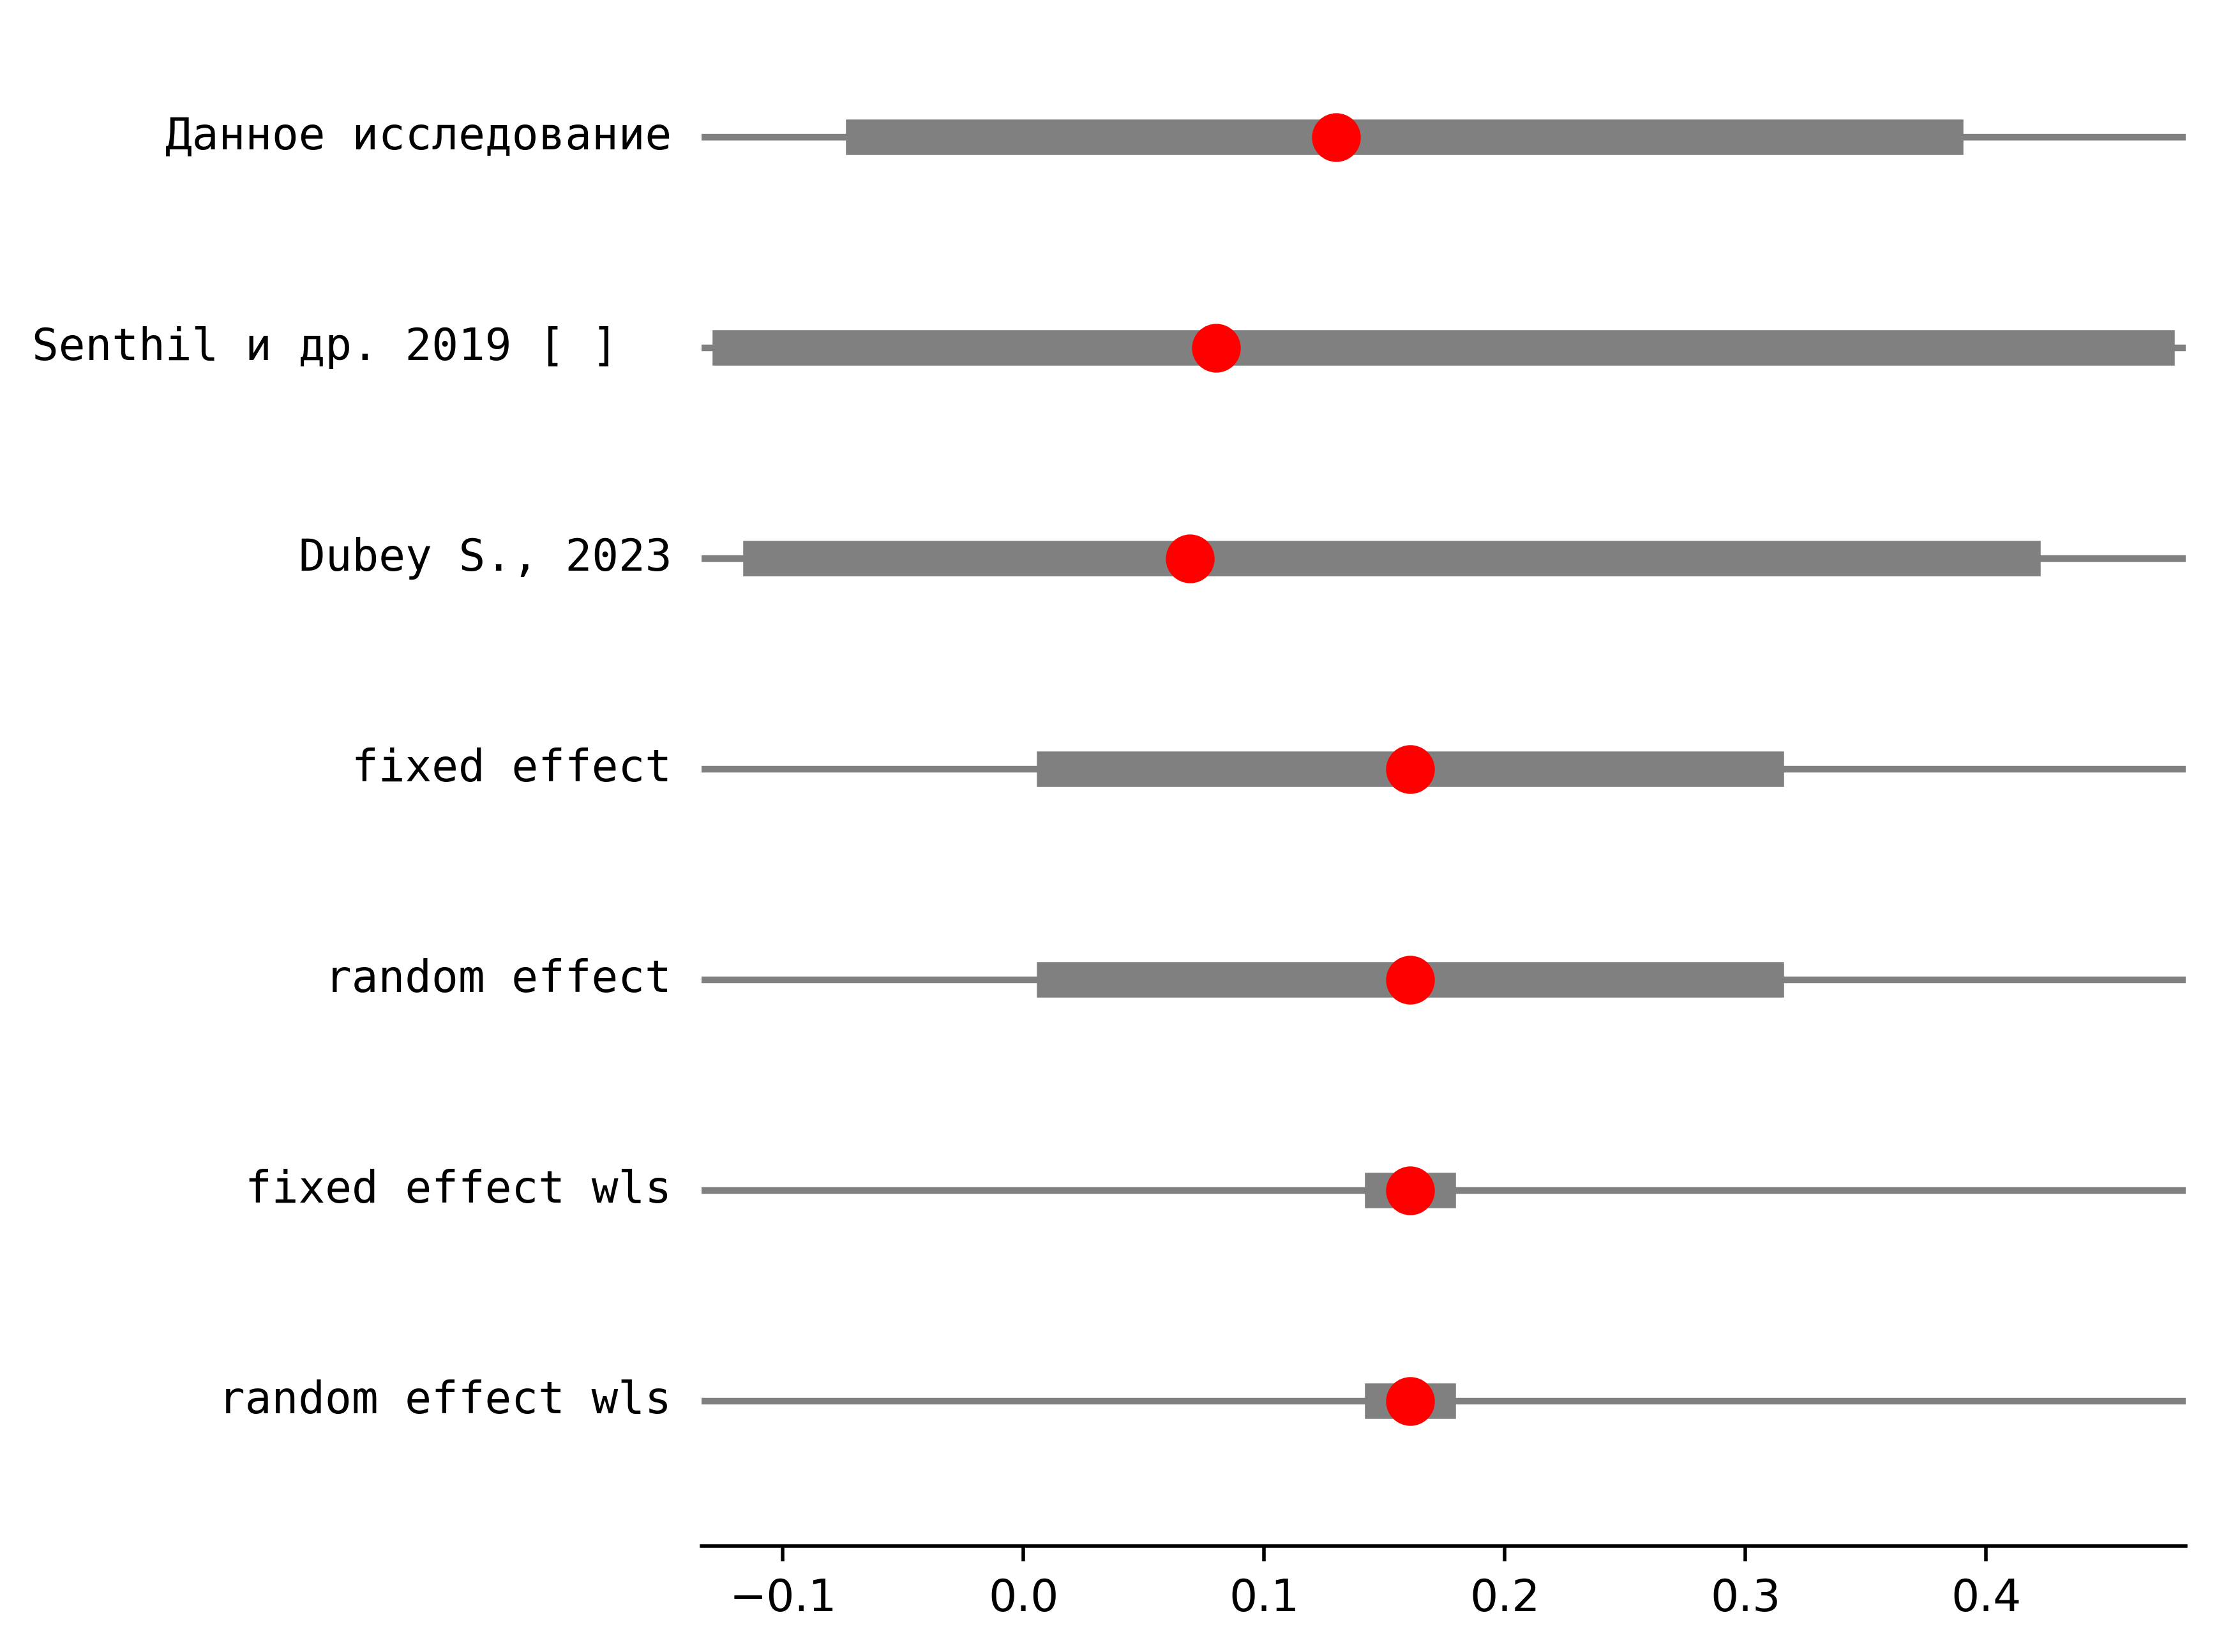 Данное исследование
Senthil и др. 2019 [ ]
Dubey S., 2023
fixed effect
random effect
fixed effect wls
random effect wls
−0.1 0.0 0.1 0.2 0.3 0.4